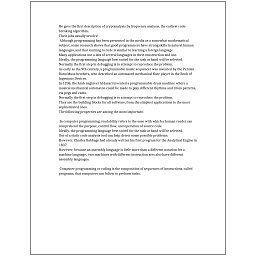 He gave the first description of cryptanalysis by frequency analysis, the earliest code-
breaking algorithm.
Their jobs usually involve:
 Although programming has been presented in the media as a somewhat mathematical
subject, some research shows that good programmers have strong skills in natural human
languages, and that learning to code is similar to learning a foreign language.
Many applications use a mix of several languages in their construction and use.
Ideally, the programming language best suited for the task at hand will be selected.
Normally the first step in debugging is to attempt to reproduce the problem.
As early as the 9th century, a programmable music sequencer was invented by the Persian
Banu Musa brothers, who described an automated mechanical flute player in the Book of
Ingenious Devices.
In 1206, the Arab engineer Al-Jazari invented a programmable drum machine where a
musical mechanical automaton could be made to play different rhythms and drum patterns,
via pegs and cams.
Normally the first step in debugging is to attempt to reproduce the problem.
They are the building blocks for all software, from the simplest applications to the most
sophisticated ones.
The following properties are among the most important:

 In computer programming, readability refers to the ease with which a human reader can
comprehend the purpose, control flow, and operation of source code.
Ideally, the programming language best suited for the task at hand will be selected.
Use of a static code analysis tool can help detect some possible problems.
However, Charles Babbage had already written his first program for the Analytical Engine in
1837.
However, because an assembly language is little more than a different notation for a
machine language, two machines with different instruction sets also have different
assembly languages.

 Computer programming or coding is the composition of sequences of instructions, called
programs, that computers can follow to perform tasks.